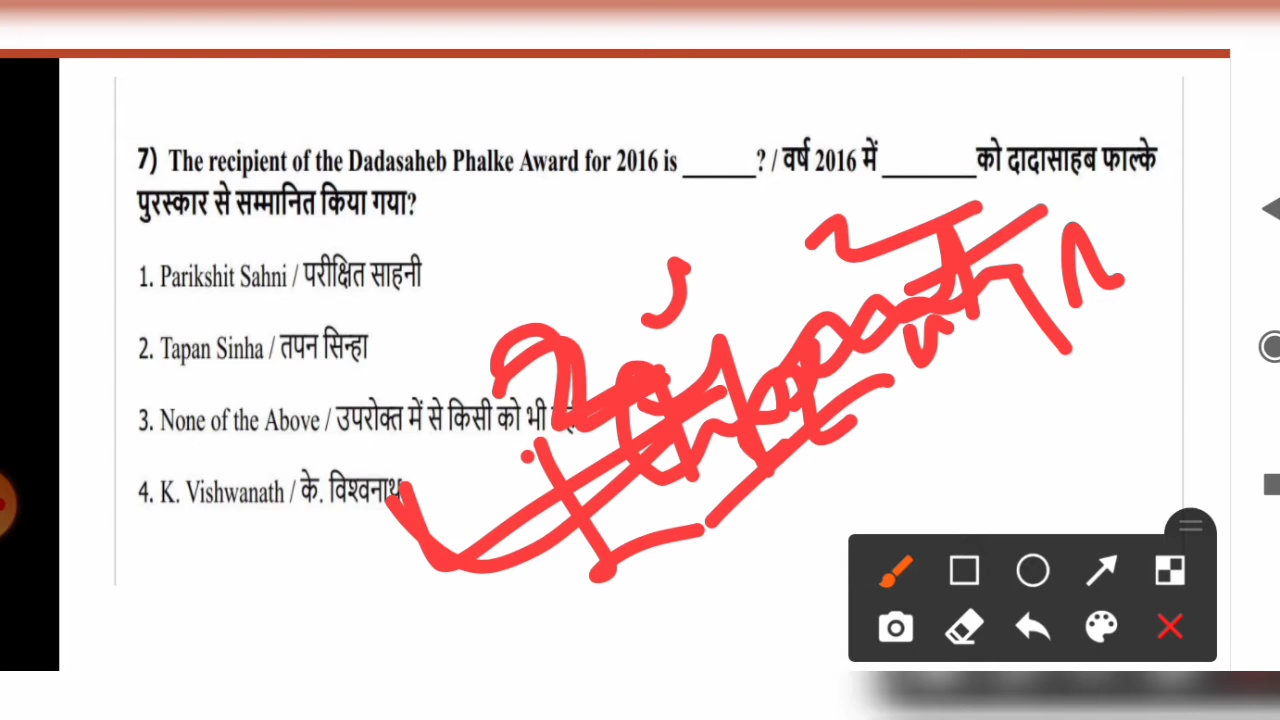 7) The recipient of the Dadasaheb Phalke Award for 2016 is ______? / वर्ष 2016 में ________को दादासाहब फाल्के
पुरस्कार से सम्मानित किया गया?
1. Parikshit Sahni / परीक्षित साहनी
2. Tapan Sinha / तपन सिन्हा
3. None of the Above / उपरोक्त में से किसी को भी
4. K. Vishwanath / के. विश्वनाथ